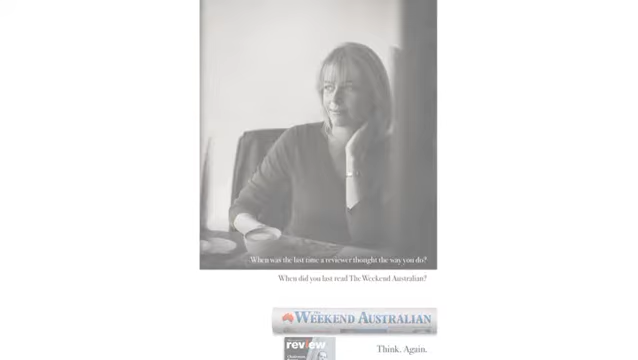 When was the last time a reviewer thought the way you do?
When did you last read The Weekend Australian?
THE WEEKEND AUSTRALIAN
review
Think. Again.